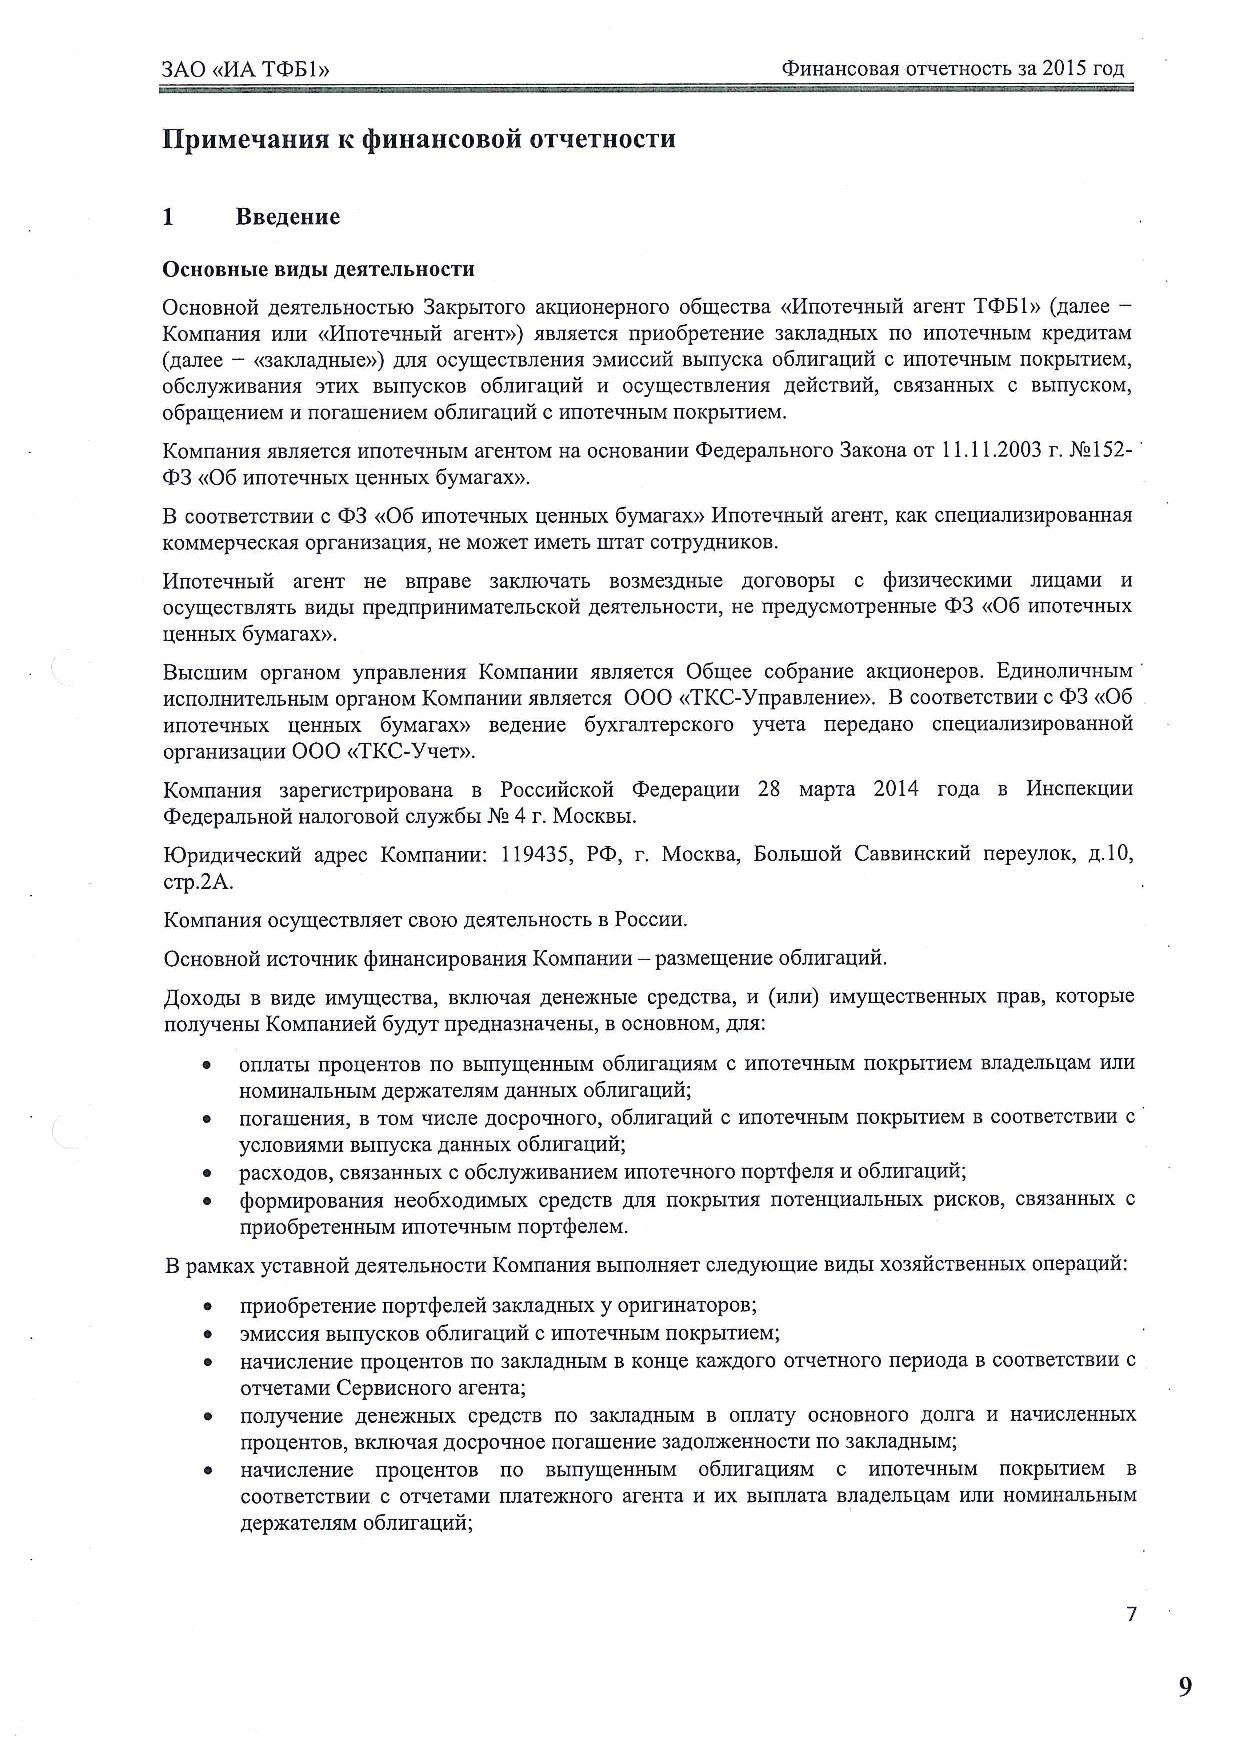 ЗАО «ИА ТФБ1»
Финансовая отчетность за 2015 год
Примечания к финансовой отчетности
1 Введение
Основные виды деятельности
Основной деятельностью Закрытого акционерного общества «Ипотечный агент ТФБ1» (далее –
Компания или «Ипотечный агент») является приобретение закладных по ипотечным кредитам
(далее – «закладные») для осуществления эмиссий выпуска облигаций с ипотечным покрытием,
обслуживания этих выпусков облигаций и осуществления действий, связанных с выпуском,
обращением и погашением облигаций с ипотечным покрытием.
Компания является ипотечным агентом на основании Федерального Закона от 11.11.2003 г. №152-
ФЗ «Об ипотечных ценных бумагах».
В соответствии с ФЗ «Об ипотечных ценных бумагах» Ипотечный агент, как специализированная
коммерческая организация, не может иметь штат сотрудников.
Ипотечный агент не вправе заключать возмездные договоры с физическими лицами и
осуществлять виды предпринимательской деятельности, не предусмотренные ФЗ «Об ипотечных
ценных бумагах».
Высшим органом управления Компании является Общее собрание акционеров. Единоличным
исполнительным органом Компании является ООО «ТКС-Управление». В соответствии с ФЗ «Об
ипотечных ценных бумагах» ведение бухгалтерского учета передано специализированной
организации ООО «ТКС-Учет».
Компания зарегистрирована в Российской Федерации 28 марта 2014 года в Инспекции
Федеральной налоговой службы № 4 г. Москвы.
Юридический адрес Компании: 119435, РФ, г. Москва, Большой Саввинский переулок, д.10,
стр.2А.
Компания осуществляет свою деятельность в России.
Основной источник финансирования Компании – размещение облигаций.
Доходы в виде имущества, включая денежные средства, и (или) имущественных прав, которые
получены Компанией будут предназначены, в основном, для:
• оплаты процентов по выпущенным облигациям с ипотечным покрытием владельцам или
номинальным держателям данных облигаций;
• погашения, в том числе досрочного, облигаций с ипотечным покрытием в соответствии с
условиями выпуска данных облигаций;
• расходов, связанных с обслуживанием ипотечного портфеля и облигаций;
• формирования необходимых средств для покрытия потенциальных рисков, связанных с
приобретенным ипотечным портфелем.
В рамках уставной деятельности Компания выполняет следующие виды хозяйственных операций:
• приобретение портфелей закладных у оригинаторов;
• эмиссия выпусков облигаций с ипотечным покрытием;
• начисление процентов по закладным в конце каждого отчетного периода в соответствии с
отчетами Сервисного агента;
• получение денежных средств по закладным в оплату основного долга и начисленных
процентов, включая досрочное погашение задолженности по закладным;
• начисление процентов по выпущенным облигациям с ипотечным покрытием в
соответствии с отчетами платежного агента и их выплата владельцам или номинальным
держателям облигаций;
7
9